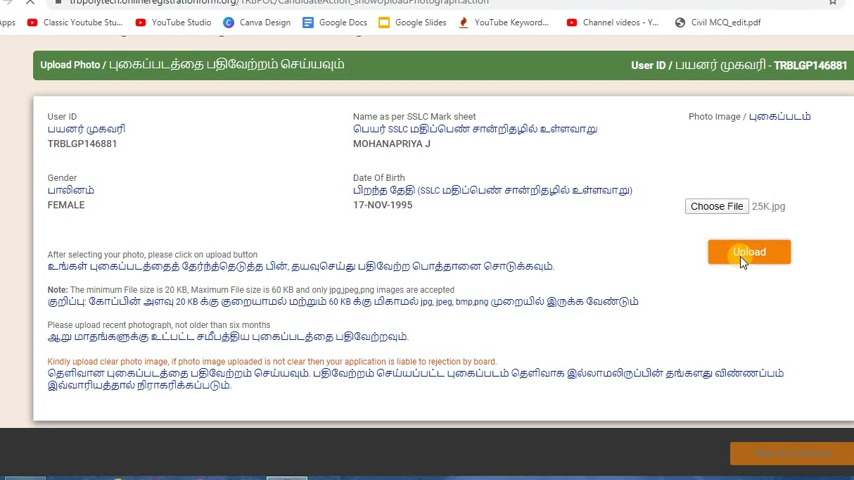 trbpolytech.onlineregistrationform.org/TRBPOL/CandidateAction_showUploadPhotograph.action
Apps Classic Youtube Stu... YouTube Studio Canva Design Google Docs Google Slides YouTube Keyword... Channel videos - Y... Civil MCQ_edit.pdf
Upload Photo / புகைப்படத்தை பதிவேற்றம் செய்யவும் User ID / பயனர் முகவரி - TRBLGP146881
User ID Name as per SSLC Mark sheet Photo Image / புகைப்படம்
பயனர் முகவரி பெயர் SSLC மதிப்பெண் சான்றிதழில் உள்ளவாறு
TRBLGP146881 MOHANAPRIYA J
Gender Date Of Birth
பாலினம் பிறந்த தேதி (SSLC மதிப்பெண் சான்றிதழில் உள்ளவாறு)
FEMALE 17-NOV-1995 Choose File 25K.jpg
Upload
After selecting your photo, please click on upload button
உங்கள் புகைப்படத்தைத் தேர்ந்தெடுத்த பின், தயவுசெய்து பதிவேற்ற பொத்தானை சொடுக்கவும்.
Note: The minimum File size is 20 KB, Maximum File size is 60 KB and only jpg,jpeg,png images are accepted
குறிப்பு: கோப்பின் அளவு 20 KB க்கு குறையாமல் மற்றும் 60 KB க்கு மிகாமல் jpg, jpeg, bmp,png முறையில் இருக்க வேண்டும்
Please upload recent photograph, not older than six months
ஆறு மாதங்களுக்கு உட்பட்ட சமீபத்திய புகைப்படத்தை பதிவேற்றவும்.
Kindly upload clear photo image, if photo image uploaded is not clear then your application is liable to rejection by board.
தெளிவான புகைப்படத்தை பதிவேற்றம் செய்யவும். பதிவேற்றம் செய்யப்பட்ட புகைப்படம் தெளிவாக இல்லாமலிருப்பின் தங்களது விண்ணப்பம்
இவ்வாரியத்தால் நிராகரிக்கப்படும்.